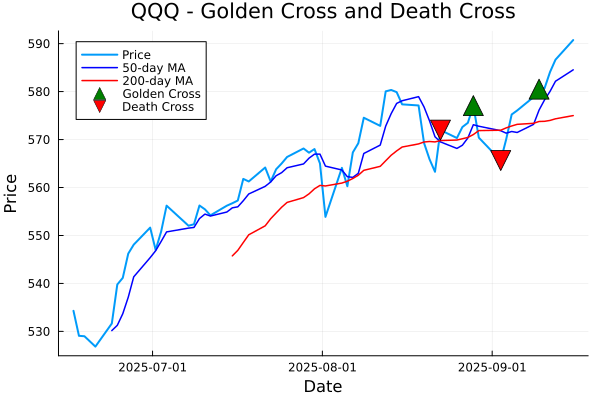 QQQ - Golden Cross and Death Cross
590
580
570
560
550
540
530
Price
Price
50-day MA
200-day MA
Golden Cross
Death Cross
2025-07-01
2025-08-01
2025-09-01
Date